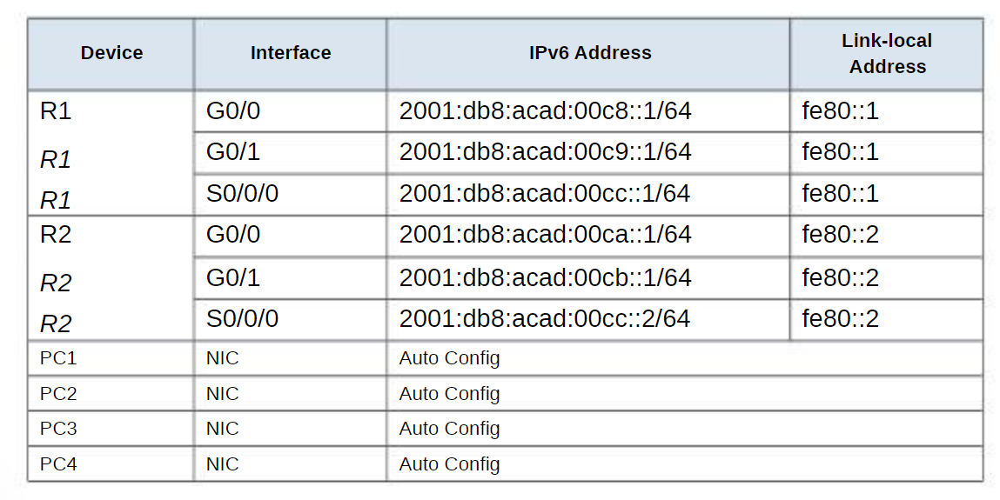 Device Interface IPv6 Address Link-local Address
R1 G0/0 2001:db8:acad:00c8::1/64 fe80::1
R1 G0/1 2001:db8:acad:00c9::1/64 fe80::1
R1 S0/0/0 2001:db8:acad:00cc::1/64 fe80::1
R2 G0/0 2001:db8:acad:00ca::1/64 fe80::2
R2 G0/1 2001:db8:acad:00cb::1/64 fe80::2
R2 S0/0/0 2001:db8:acad:00cc::2/64 fe80::2
PC1 NIC Auto Config
PC2 NIC Auto Config
PC3 NIC Auto Config
PC4 NIC Auto Config